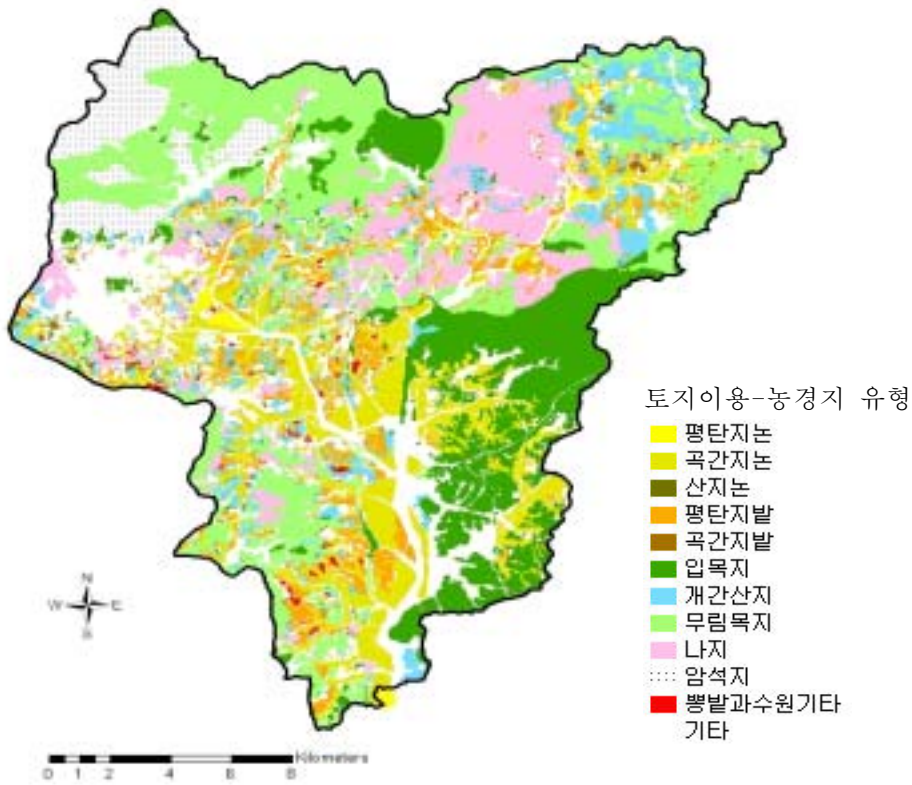 토지이용-농경지 유형
평탄지논
곡간지논
산지논
평탄지밭
곡간지밭
입목지
개간산지
무림목지
나지
암석지
뽕밭과수원기타
기타
N
W E
S
Kilometers
0 1 2 4 6 8